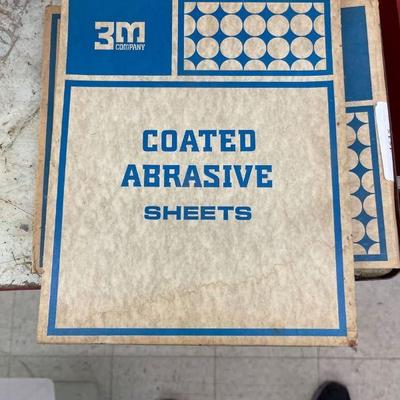 3M
COMPANY
COATED
ABRASIVE
SHEETS